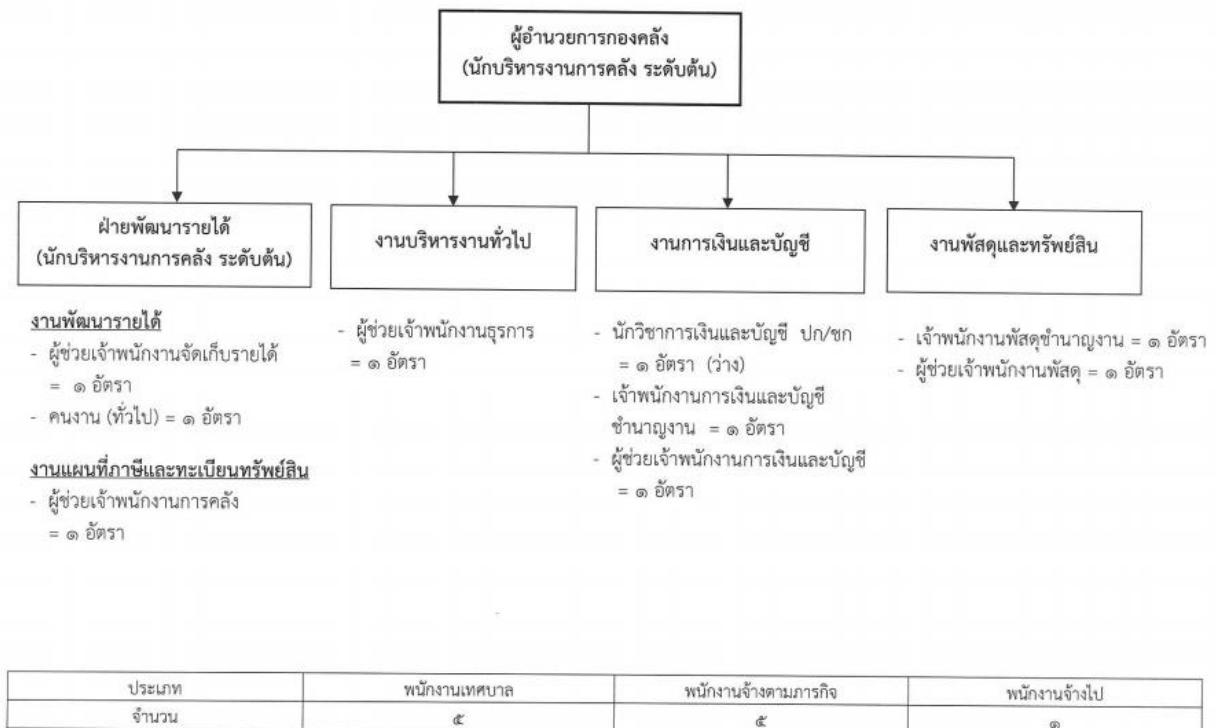 ผู้อำนวยการกองคลัง
(นักบริหารงานการคลัง ระดับต้น)
ฝ่ายพัฒนารายได้
(นักบริหารงานการคลัง ระดับต้น)
งานบริหารงานทั่วไป
งานการเงินและบัญชี
งานพัสดุและทรัพย์สิน
งานพัฒนารายได้
- ผู้ช่วยเจ้าพนักงานจัดเก็บรายได้
= ๑ อัตรา
- คนงาน (ทั่วไป) = ๑ อัตรา
งานแผนที่ภาษีและทะเบียนทรัพย์สิน
- ผู้ช่วยเจ้าพนักงานการคลัง
= ๑ อัตรา
- ผู้ช่วยเจ้าพนักงานธุรการ
= ๑ อัตรา
- นักวิชาการเงินและบัญชี ปก/ชก
= ๑ อัตรา (ว่าง)
- เจ้าพนักงานการเงินและบัญชี
ชำนาญงาน = ๑ อัตรา
- ผู้ช่วยเจ้าพนักงานการเงินและบัญชี
= ๑ อัตรา
- เจ้าพนักงานพัสดุชำนาญงาน = ๑ อัตรา
- ผู้ช่วยเจ้าพนักงานพัสดุ = ๑ อัตรา
ประเภท พนักงานเทศบาล พนักงานจ้างตามภารกิจ พนักงานจ้างไป
จำนวน ๕ ๕ ๑